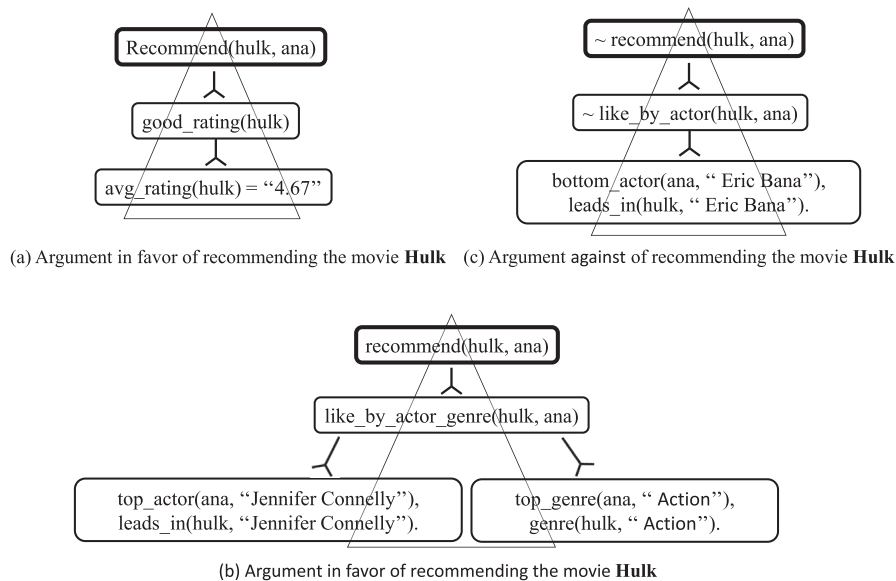 Recommend(hulk, ana)
good_rating(hulk)
avg_rating(hulk) = ‘‘4.67’’
(a) Argument in favor of recommending the movie Hulk
~ recommend(hulk, ana)
~ like_by_actor(hulk, ana)
bottom_actor(ana, ‘‘ Eric Bana’’),
leads_in(hulk, ‘‘ Eric Bana’’).
(c) Argument against of recommending the movie Hulk
recommend(hulk, ana)
like_by_actor_genre(hulk, ana)
top_actor(ana, ‘‘Jennifer Connelly’’),
leads_in(hulk, ‘‘Jennifer Connelly’’).
top_genre(ana, ‘‘ Action’’),
genre(hulk, ‘‘ Action’’).
(b) Argument in favor of recommending the movie Hulk